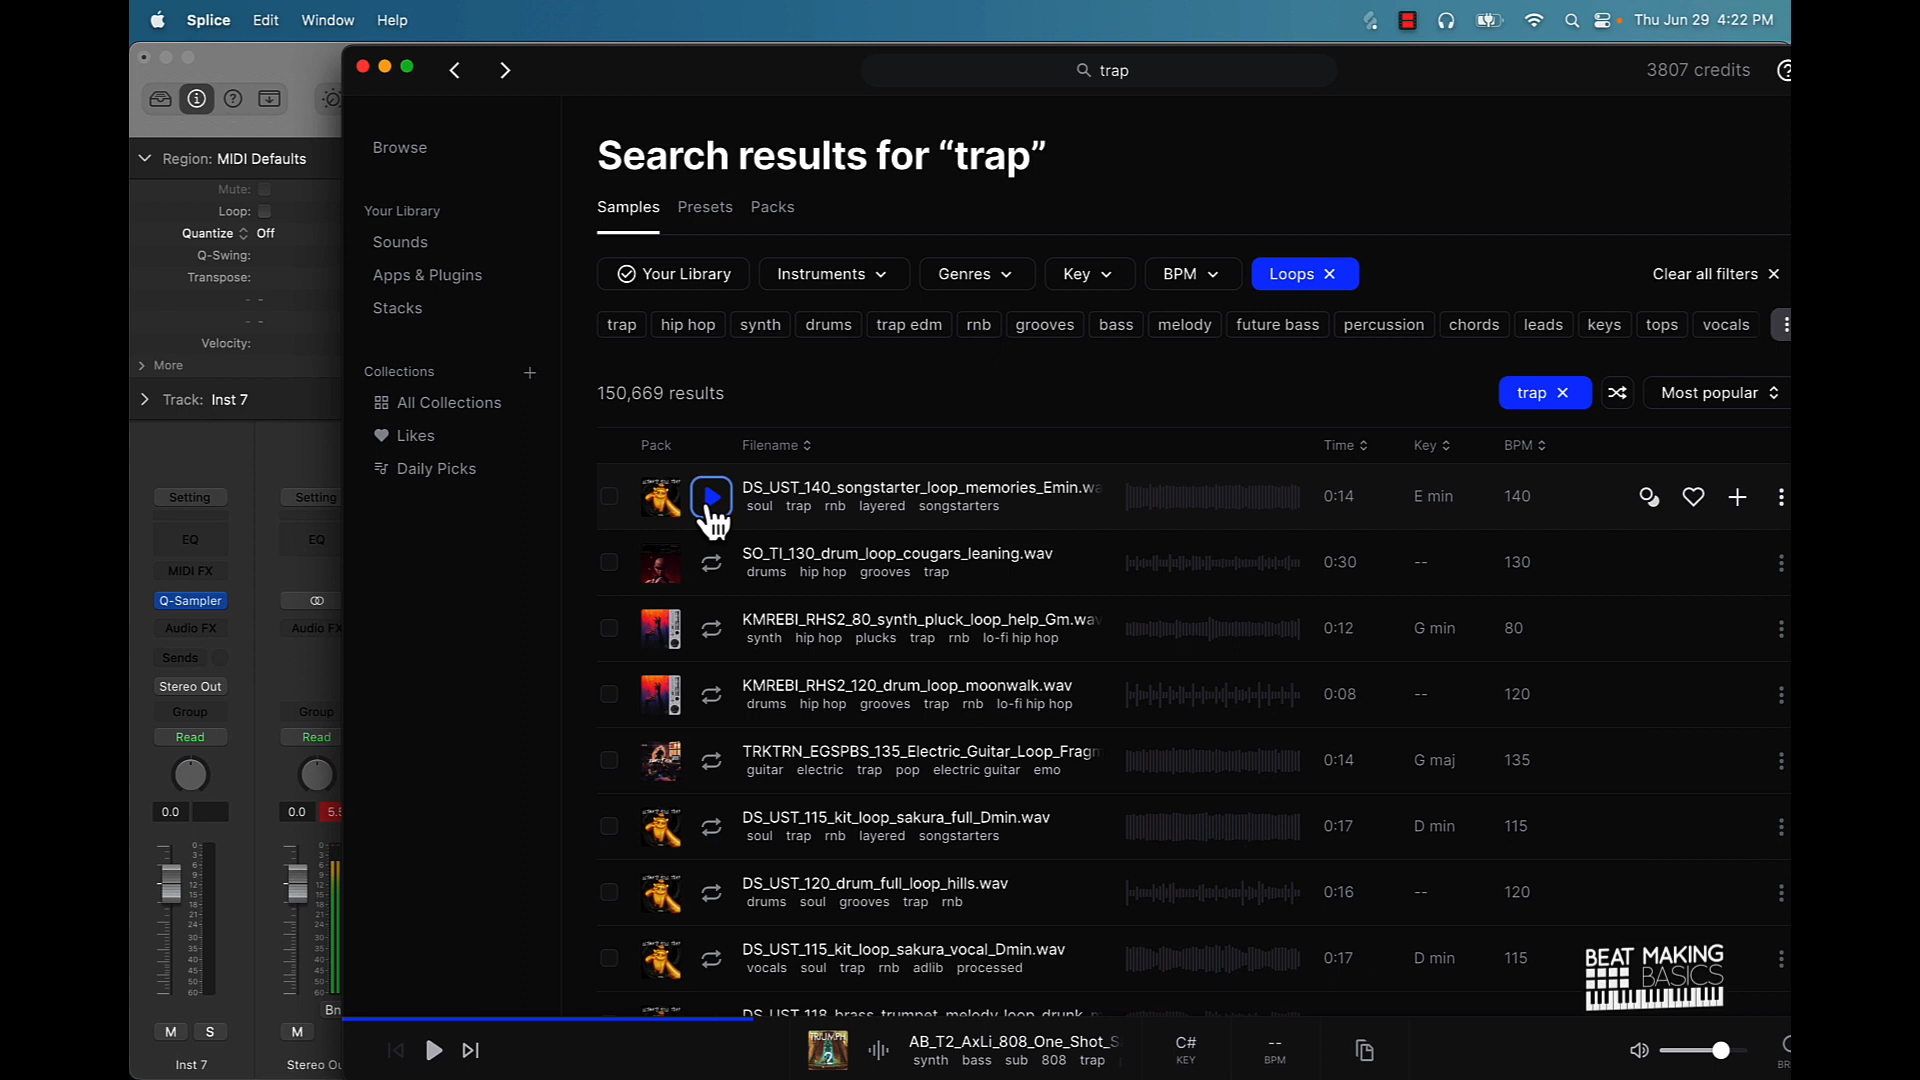 Splice Edit Window Help
Thu Jun 29 4:22 PM
trap
3807 credits
Region: MIDI Defaults
Mute:
Loop:
Quantize Off
Q-Swing:
Transpose:
Velocity:
More
Track: Inst 7
Setting Setting
EQ EQ
MIDI FX
Q-Sampler
Audio FX Audio FX
Sends
Stereo Out
Group Group
Read Read
0.0 0.0
M S M
Inst 7
Browse
Your Library
Sounds
Apps & Plugins
Stacks
Collections
All Collections
Likes
Daily Picks
Search results for “trap”
Samples Presets Packs
Your Library Instruments Genres Key BPM Loops Clear all filters
trap hip hop synth drums trap edm rnb grooves bass melody future bass percussion chords leads keys tops vocals
150,669 results trap Most popular
Pack Filename Time Key BPM
DS_UST_140_songstarter_loop_memories_Emin.wa 0:14 E min 140
soul trap rnb layered songstarters
SO_TI_130_drum_loop_cougars_leaning.wav 0:30 -- 130
drums hip hop grooves trap
KMREBI_RHS2_80_synth_pluck_loop_help_Gm.wav 0:12 G min 80
synth hip hop plucks trap rnb lo-fi hip hop
KMREBI_RHS2_120_drum_loop_moonwalk.wav 0:08 -- 120
drums hip hop grooves trap rnb lo-fi hip hop
TRKTRN_EGSPBS_135_Electric_Guitar_Loop_Fragm 0:14 G maj 135
guitar electric trap pop electric guitar emo
DS_UST_115_kit_loop_sakura_full_Dmin.wav 0:17 D min 115
soul trap rnb layered songstarters
DS_UST_120_drum_full_loop_hills.wav 0:16 -- 120
drums soul grooves trap rnb
DS_UST_115_kit_loop_sakura_vocal_Dmin.wav 0:17 D min 115
vocals soul trap rnb adlib processed
DS_UST_118_brass_trumpet_melody_loop_drunk_m
BEAT MAKING
BASICS
AB_T2_AxLi_808_One_Shot_S
synth bass sub 808 trap
C#
KEY
--
BPM